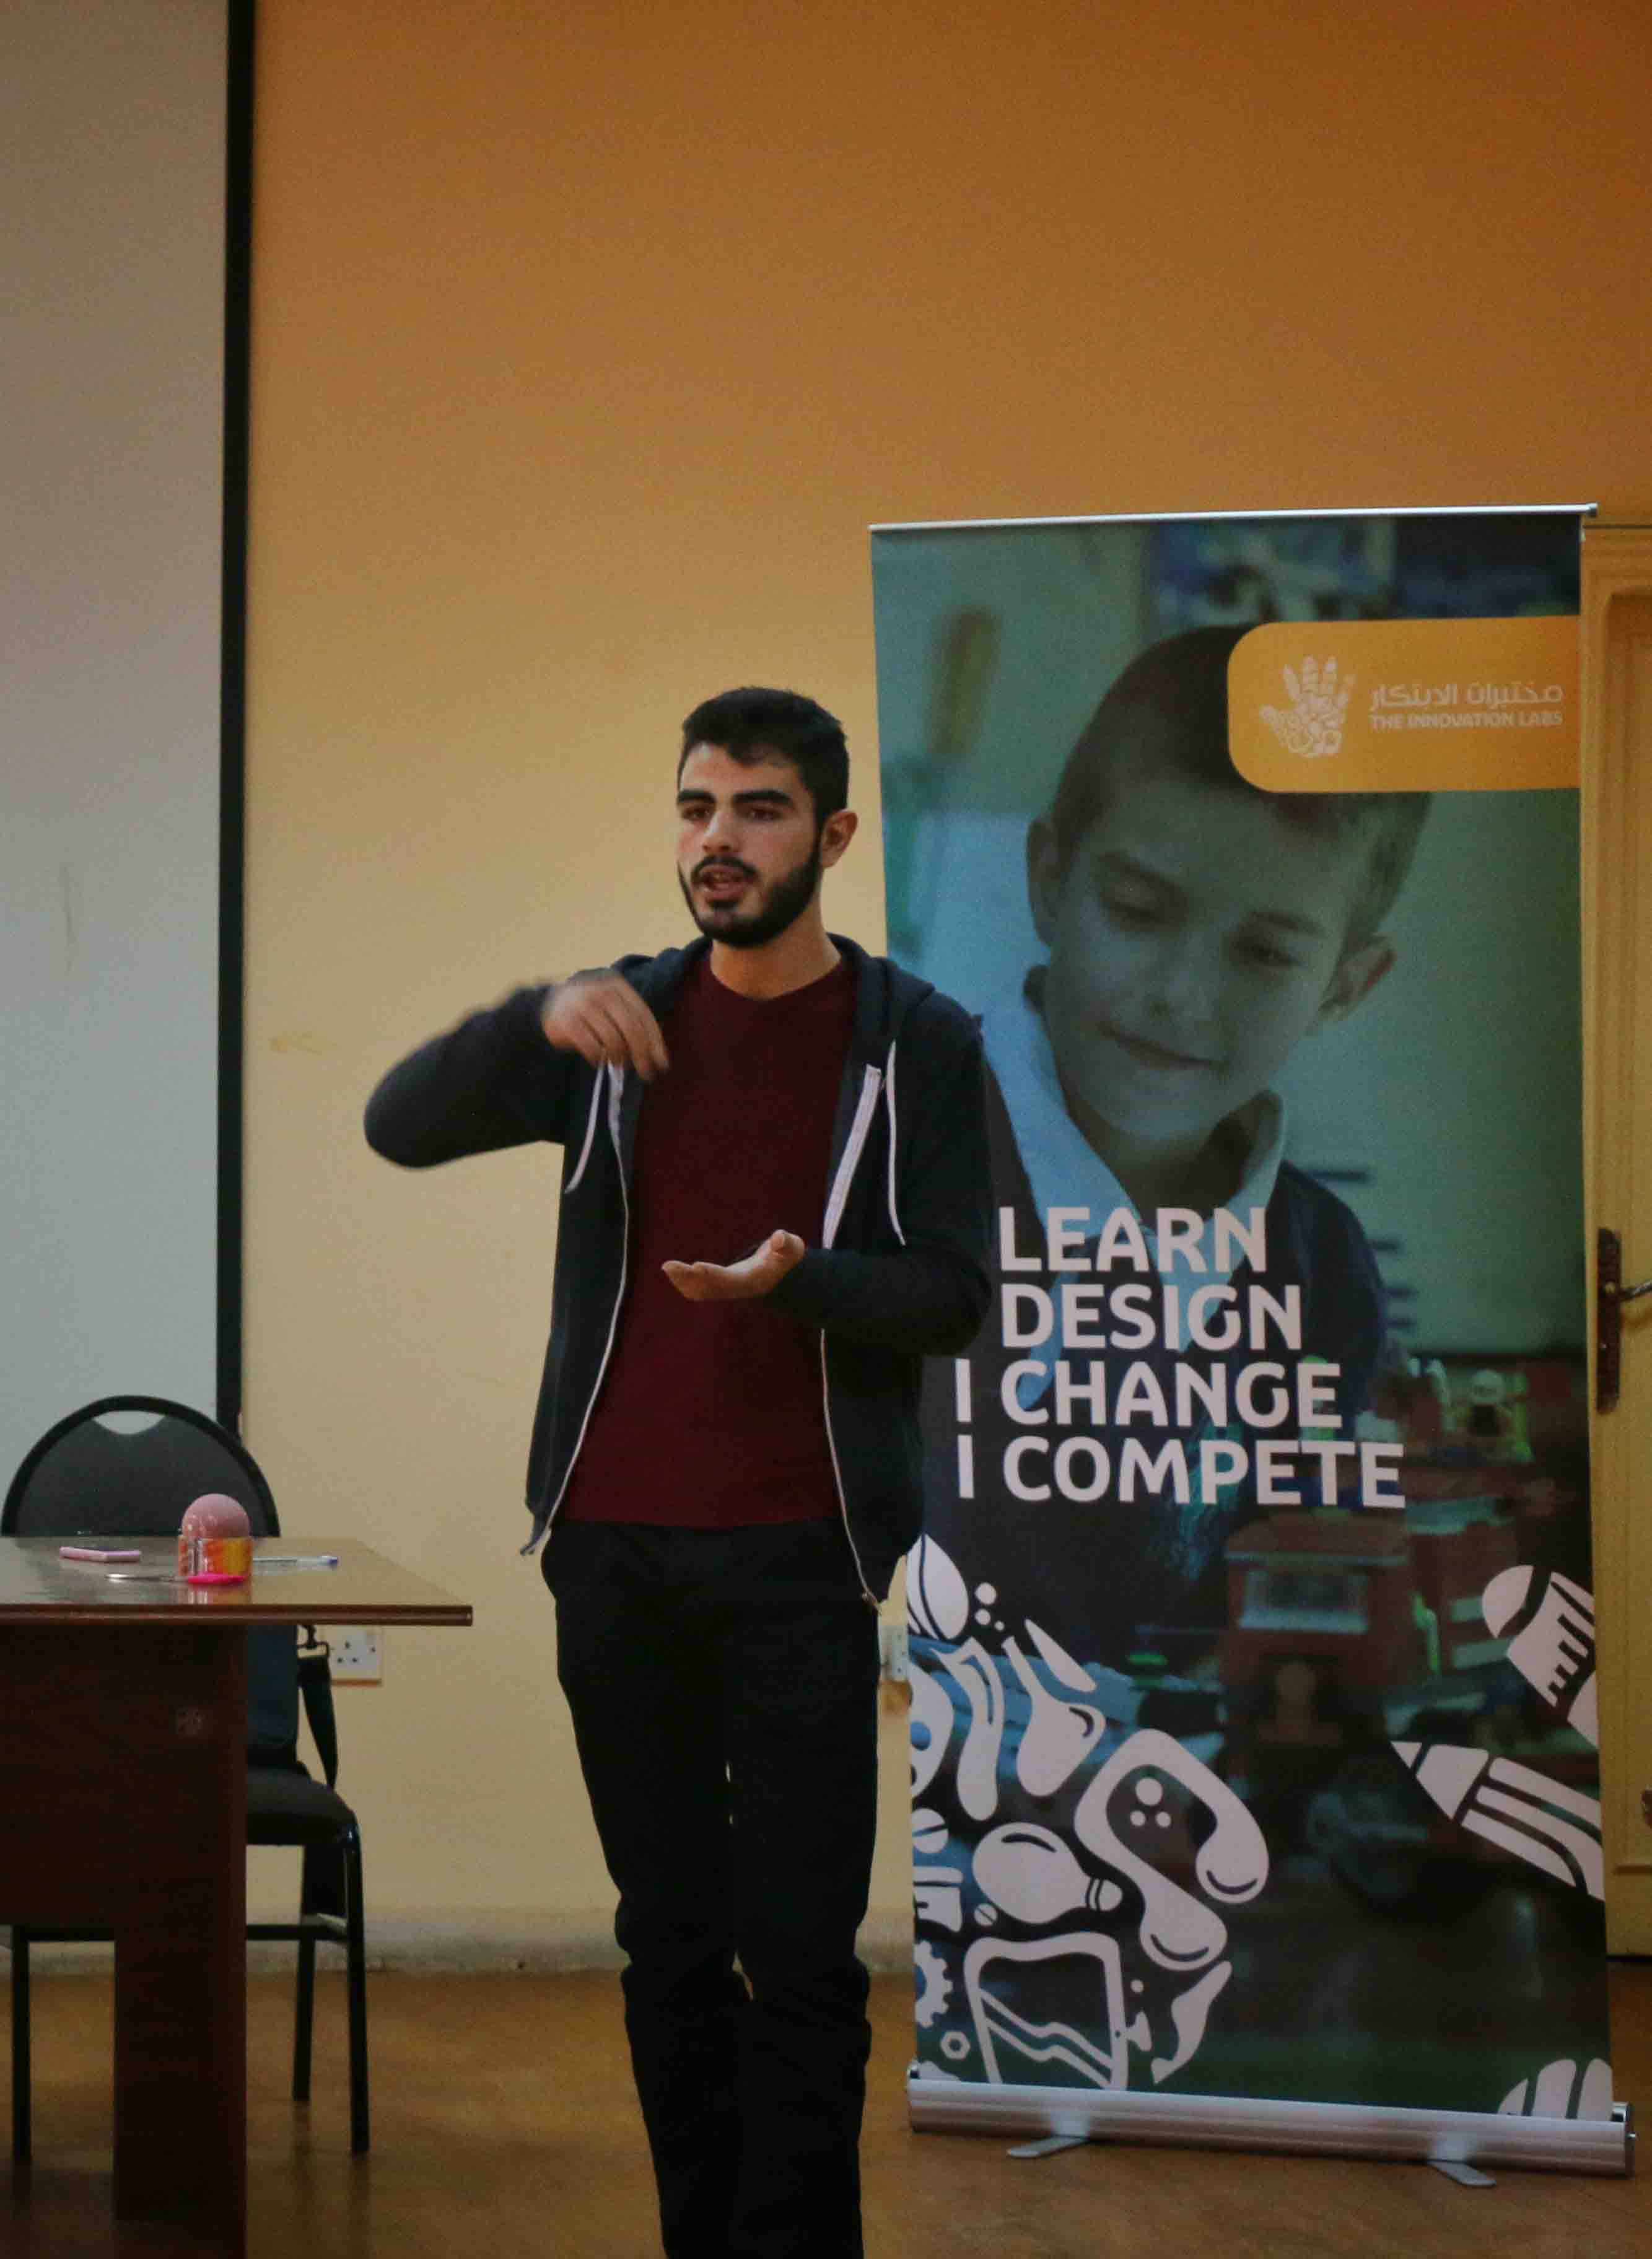 مختبرات الابتكار
THE INNOVATION LABS
LEARN
DESIGN
I CHANGE
I COMPETE